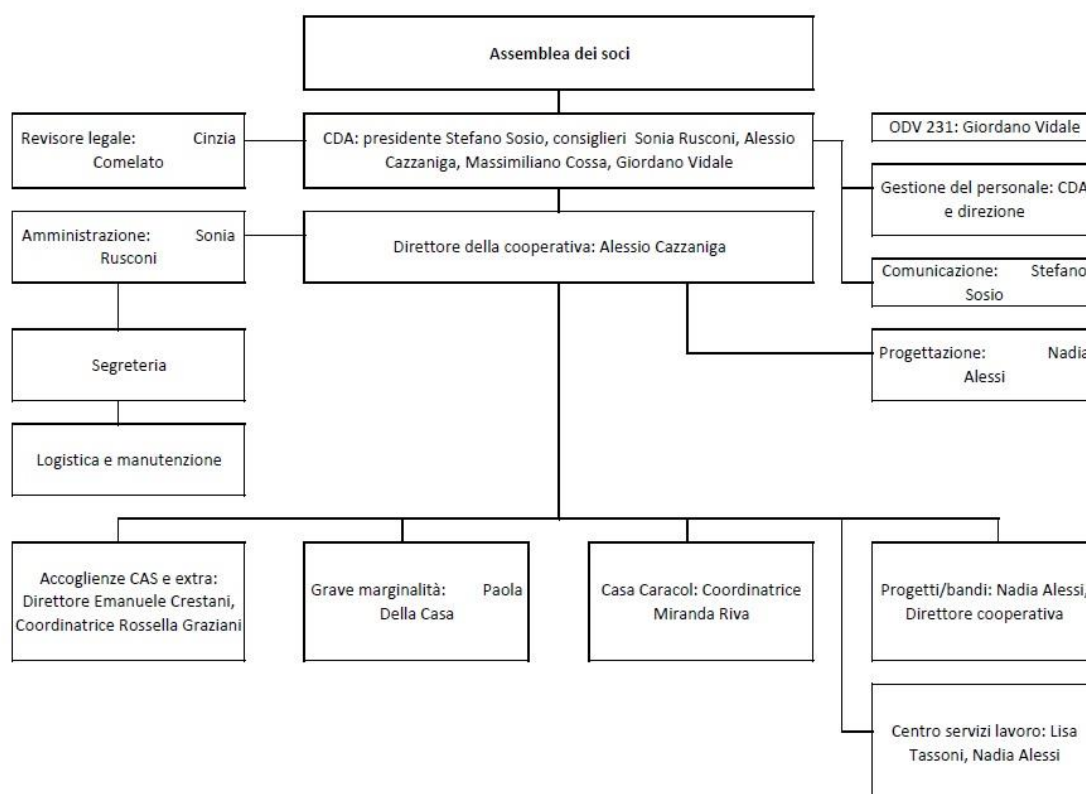 Assemblea dei soci
Revisore legale: Cinzia
Comelato
CDA: presidente Stefano Sosio, consiglieri Sonia Rusconi, Alessio
Cazzaniga, Massimiliano Cossa, Giordano Vidale
ODV 231: Giordano Vidale
Gestione del personale: CDA
e direzione
Amministrazione: Sonia
Rusconi
Direttore della cooperativa: Alessio Cazzaniga
Comunicazione: Stefano
Sosio
Segreteria
Progettazione: Nadia
Alessi
Logistica e manutenzione
Accoglienze CAS e extra:
Direttore Emanuele Crestani,
Coordinatrice Rossella Graziani
Grave marginalità: Paola
Della Casa
Casa Caracol: Coordinatrice
Miranda Riva
Progetti/bandi: Nadia Alessi,
Direttore cooperativa
Centro servizi lavoro: Lisa
Tassoni, Nadia Alessi